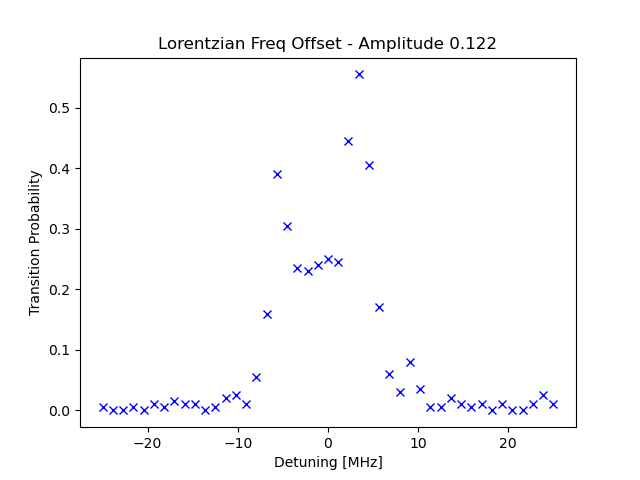 Lorentzian Freq Offset - Amplitude 0.122
Transition Probability
0.5
0.4
0.3
0.2
0.1
0.0
−20 −10 0 10 20
Detuning [MHz]